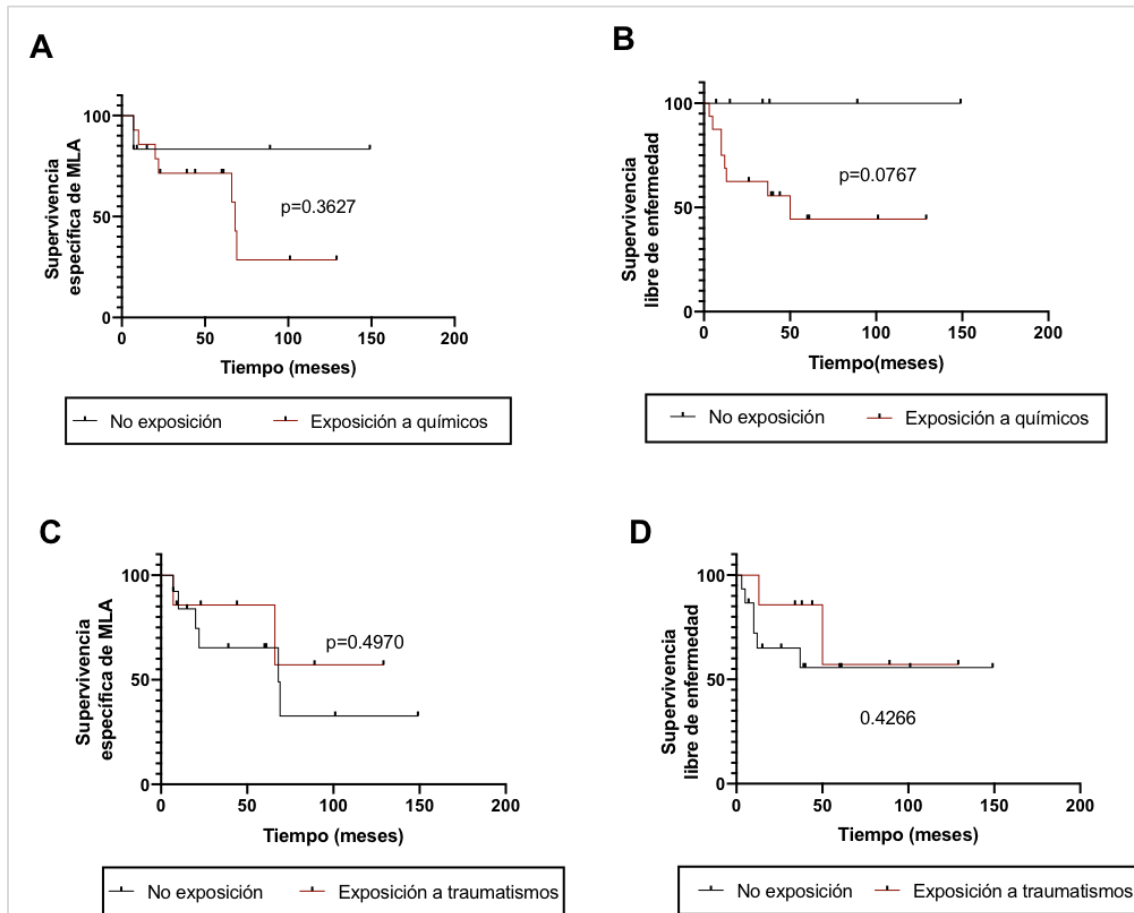 A
Supervivencia
específica de MLA
100
50
0
p=0.3627
0 50 100 150 200
Tiempo (meses)
No exposición Exposición a químicos
B
Supervivencia
libre de enfermedad
100
50
0
p=0.0767
0 50 100 150 200
Tiempo(meses)
No exposición Exposición a químicos
C
Supervivencia
específica de MLA
100
50
0
p=0.4970
0 50 100 150 200
Tiempo (meses)
No exposición Exposición a traumatismos
D
Supervivencia
libre de enfermedad
100
50
0
0.4266
0 50 100 150 200
Tiempo (meses)
No exposición Exposición a traumatismos